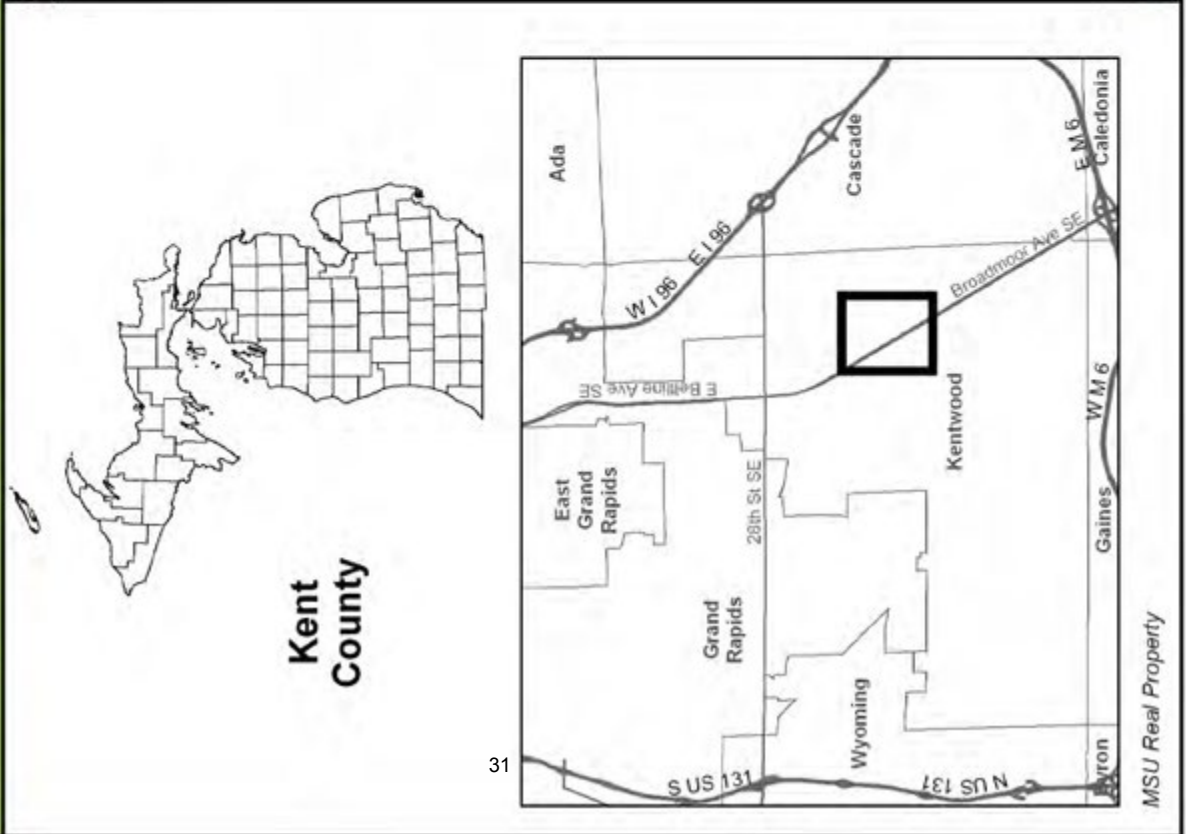 Kent
County
Ada
Cascade
E M 6
Caledonia
W I 96
E I 96
Broadmoor Ave SE
E Beltline Ave SE
Kentwood
W M 6
East
Grand
Rapids
28th St SE
Gaines
Grand
Rapids
Wyoming
S US 131
N US 131
Byron
MSU Real Property
31